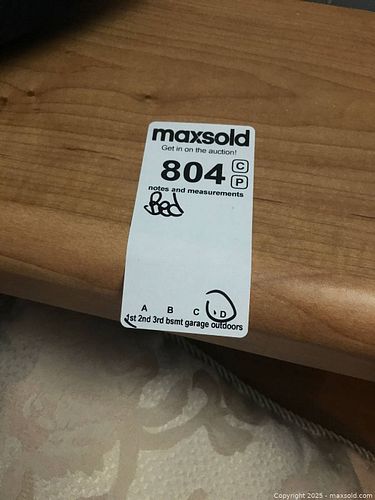 maxsold
Get in on the auction!
804 C
P
notes and measurements
Bed
A B C D
1st 2nd 3rd bsmt garage outdoors
Copyright 2025 - maxsold.com